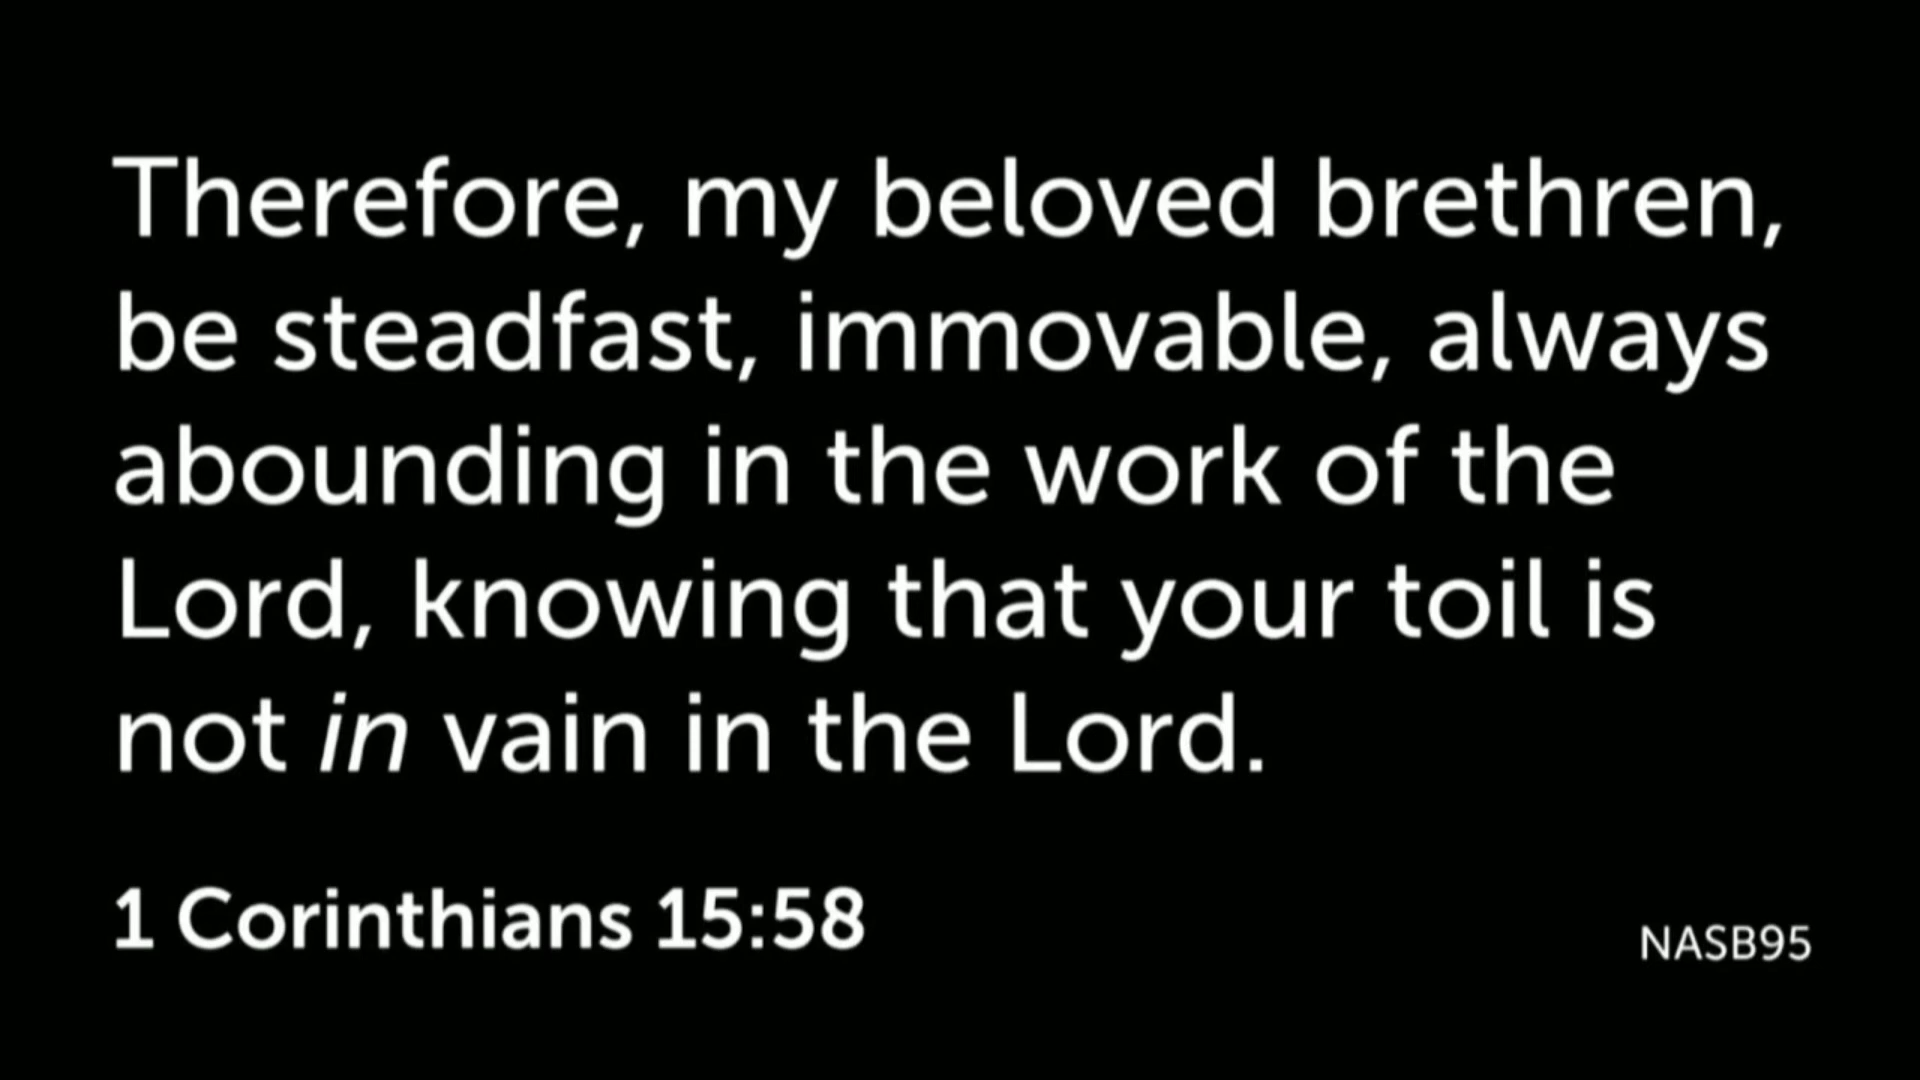 Therefore, my beloved brethren,
be steadfast, immovable, always
abounding in the work of the
Lord, knowing that your toil is
not in vain in the Lord.
1 Corinthians 15:58
NASB95